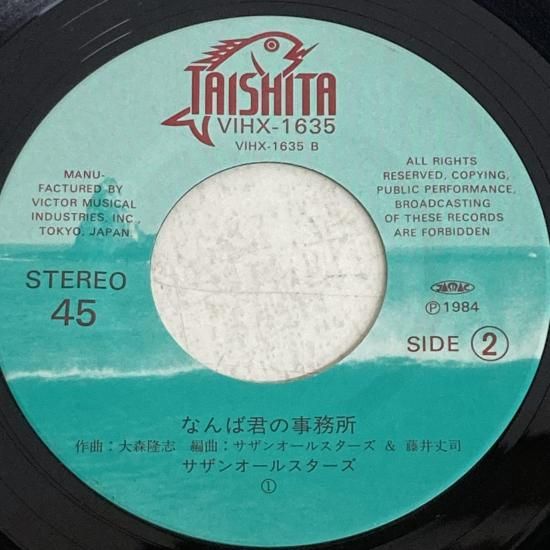 TAISHITA
VIHX-1635
VIHX-1635 B
MANU-
FACTURED BY
VICTOR MUSICAL
INDUSTRIES, INC.,
TOKYO, JAPAN
ALL RIGHTS
RESERVED, COPYING,
PUBLIC PERFORMANCE,
BROADCASTING
OF THESE RECORDS
ARE FORBIDDEN
STEREO
45
JASRAC
Ⓟ1984
SIDE ②
なんば君の事務所
作曲:大森隆志 編曲:サザンオールスターズ & 藤井丈司
サザンオールスターズ
①